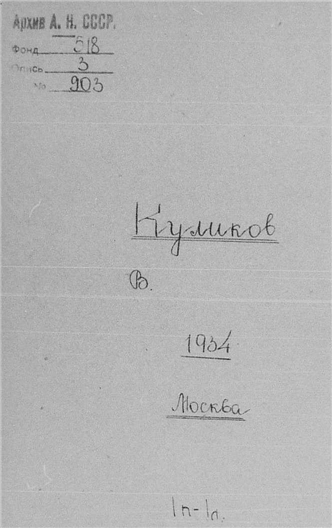 Архив А. Н. СССР.
Фонд 518
Опись 3
№ 903
Куликов
В.
1934
Москва
1п-1л.